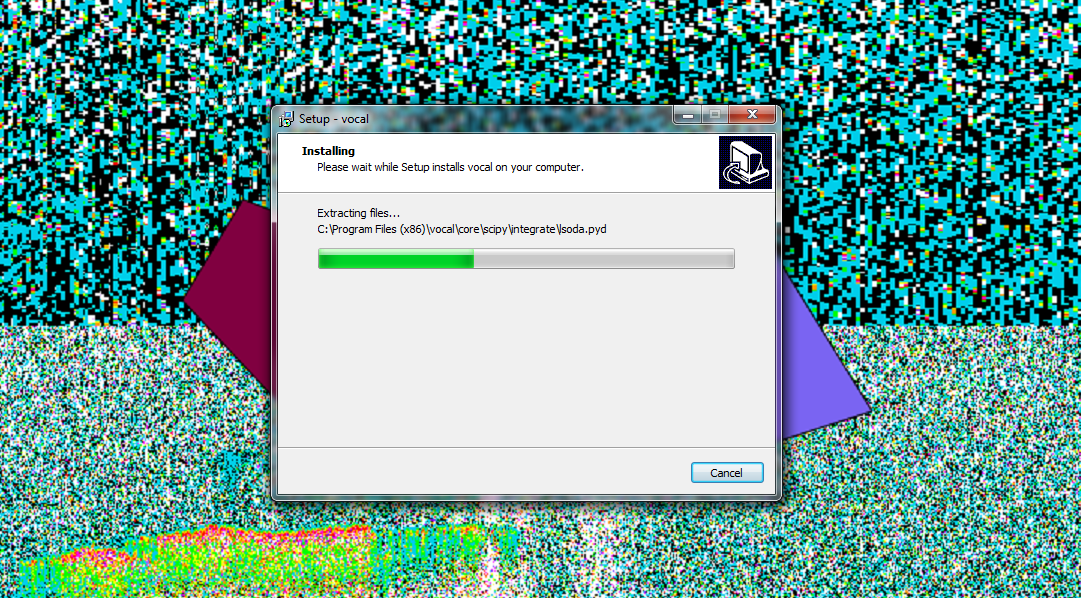 Setup - vocal
Installing
Please wait while Setup installs vocal on your computer.
Extracting files...
C:\Program Files (x86)\vocal\core\scipy\integrate\lsoda.pyd
Cancel